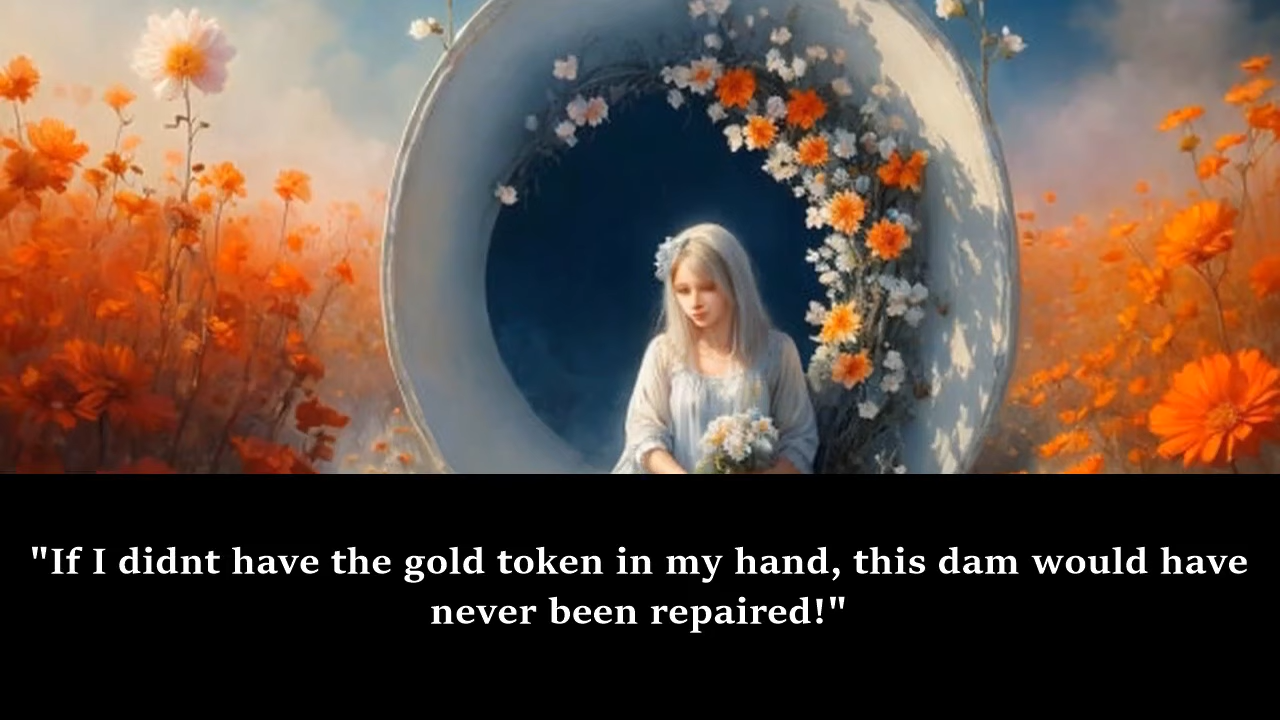 "If I didnt have the gold token in my hand, this dam would have
never been repaired!"